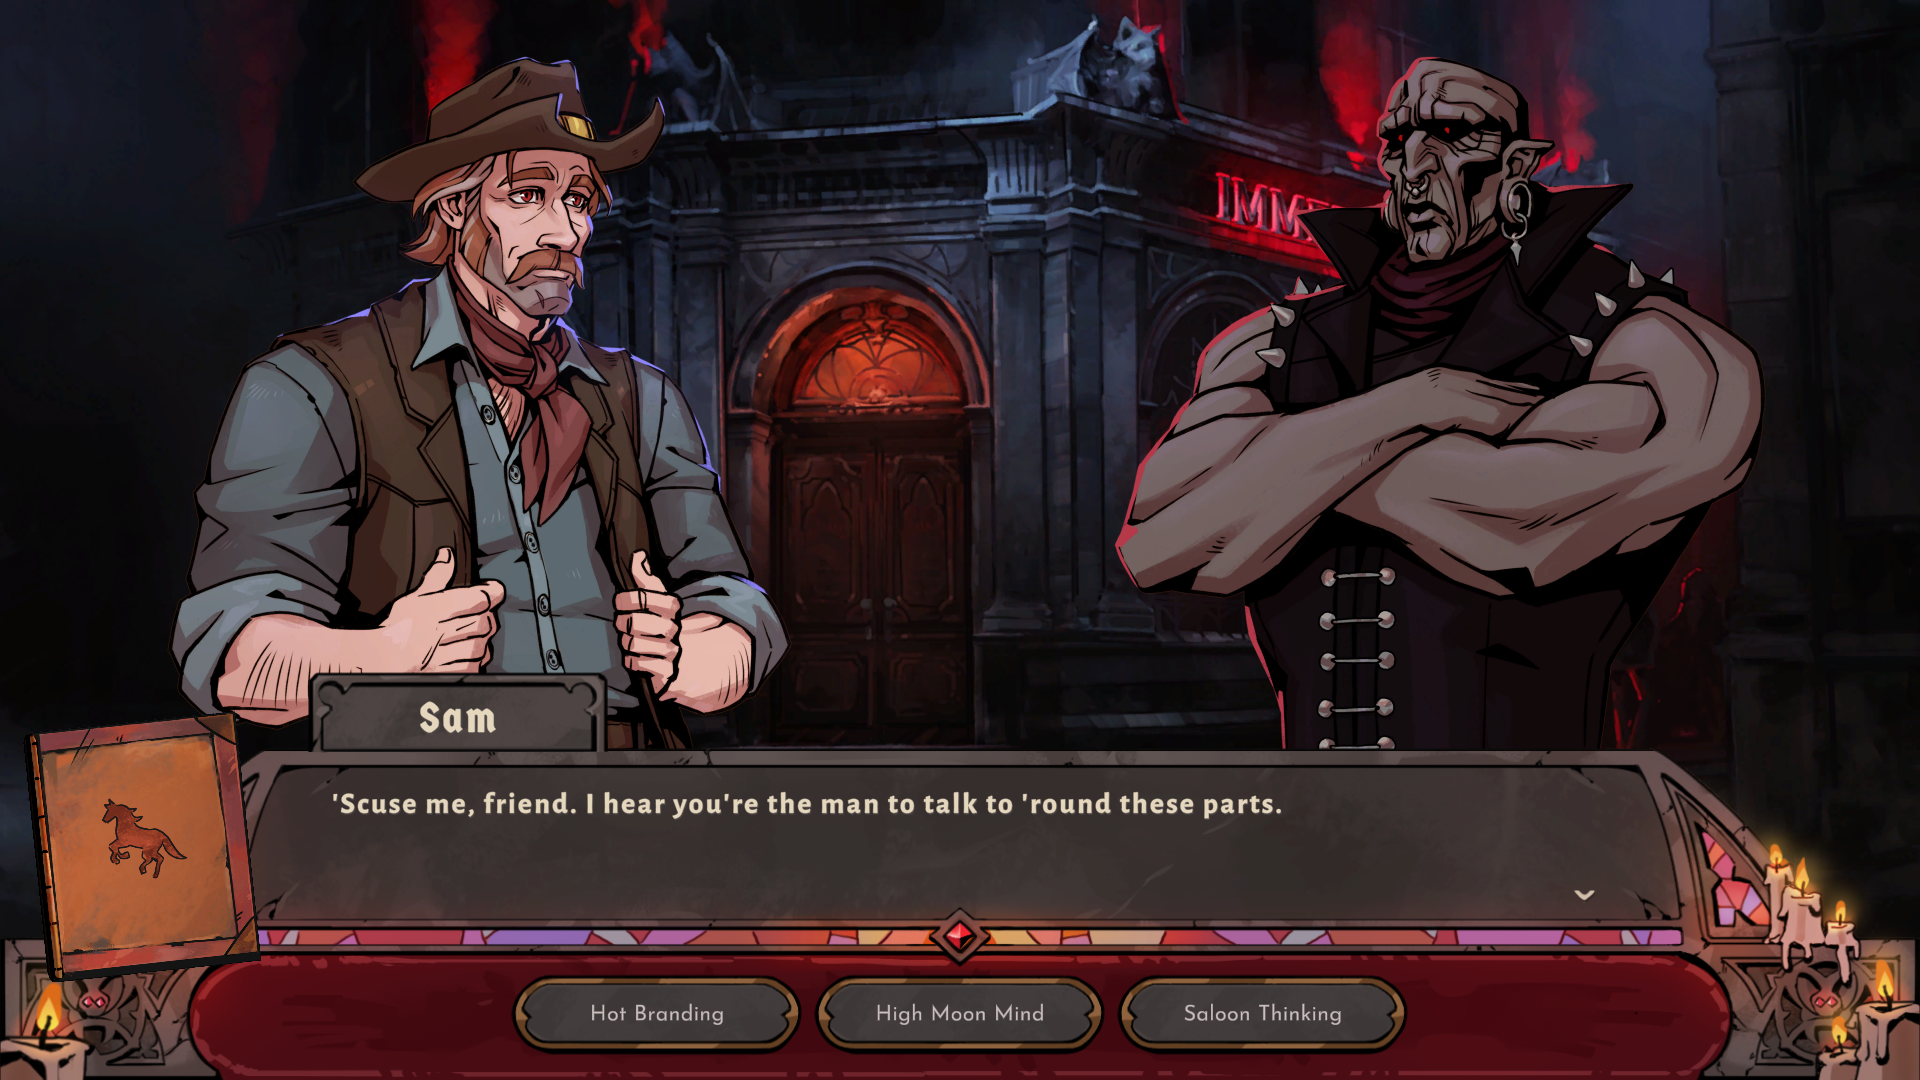 IMM
Sam
'Scuse me, friend. I hear you're the man to talk to 'round these parts.
Hot Branding
High Moon Mind
Saloon Thinking